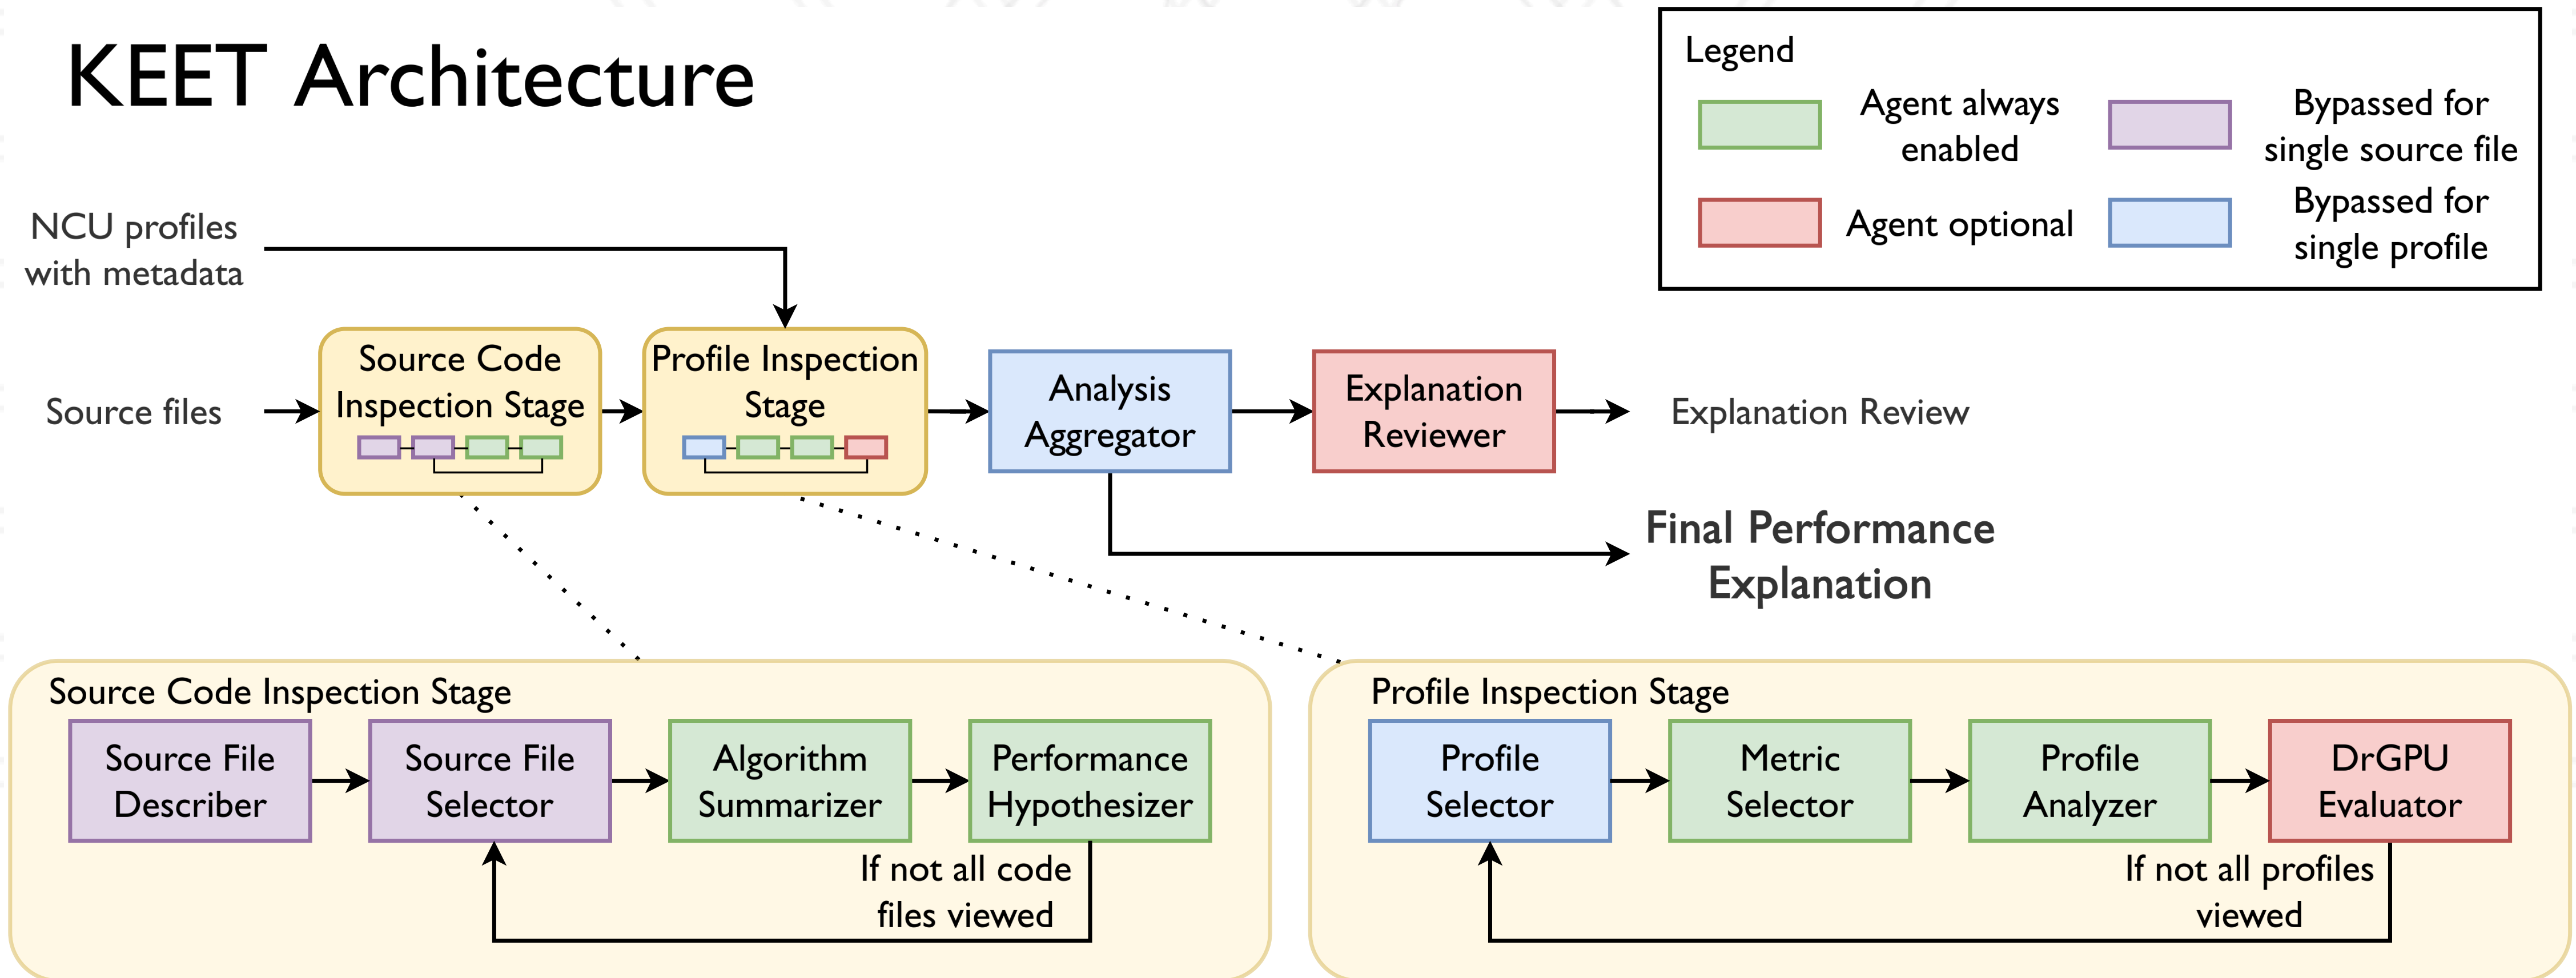 KEET Architecture
Legend
Agent always
enabled
Bypassed for
single source file
Agent optional
Bypassed for
single profile
NCU profiles
with metadata
Source files
Source Code
Inspection Stage
Profile Inspection
Stage
Analysis
Aggregator
Explanation
Reviewer
Explanation Review
Final Performance
Explanation
Source Code Inspection Stage
Source File
Describer
Source File
Selector
Algorithm
Summarizer
Performance
Hypothesizer
If not all code
files viewed
Profile Inspection Stage
Profile
Selector
Metric
Selector
Profile
Analyzer
DrGPU
Evaluator
If not all profiles
viewed